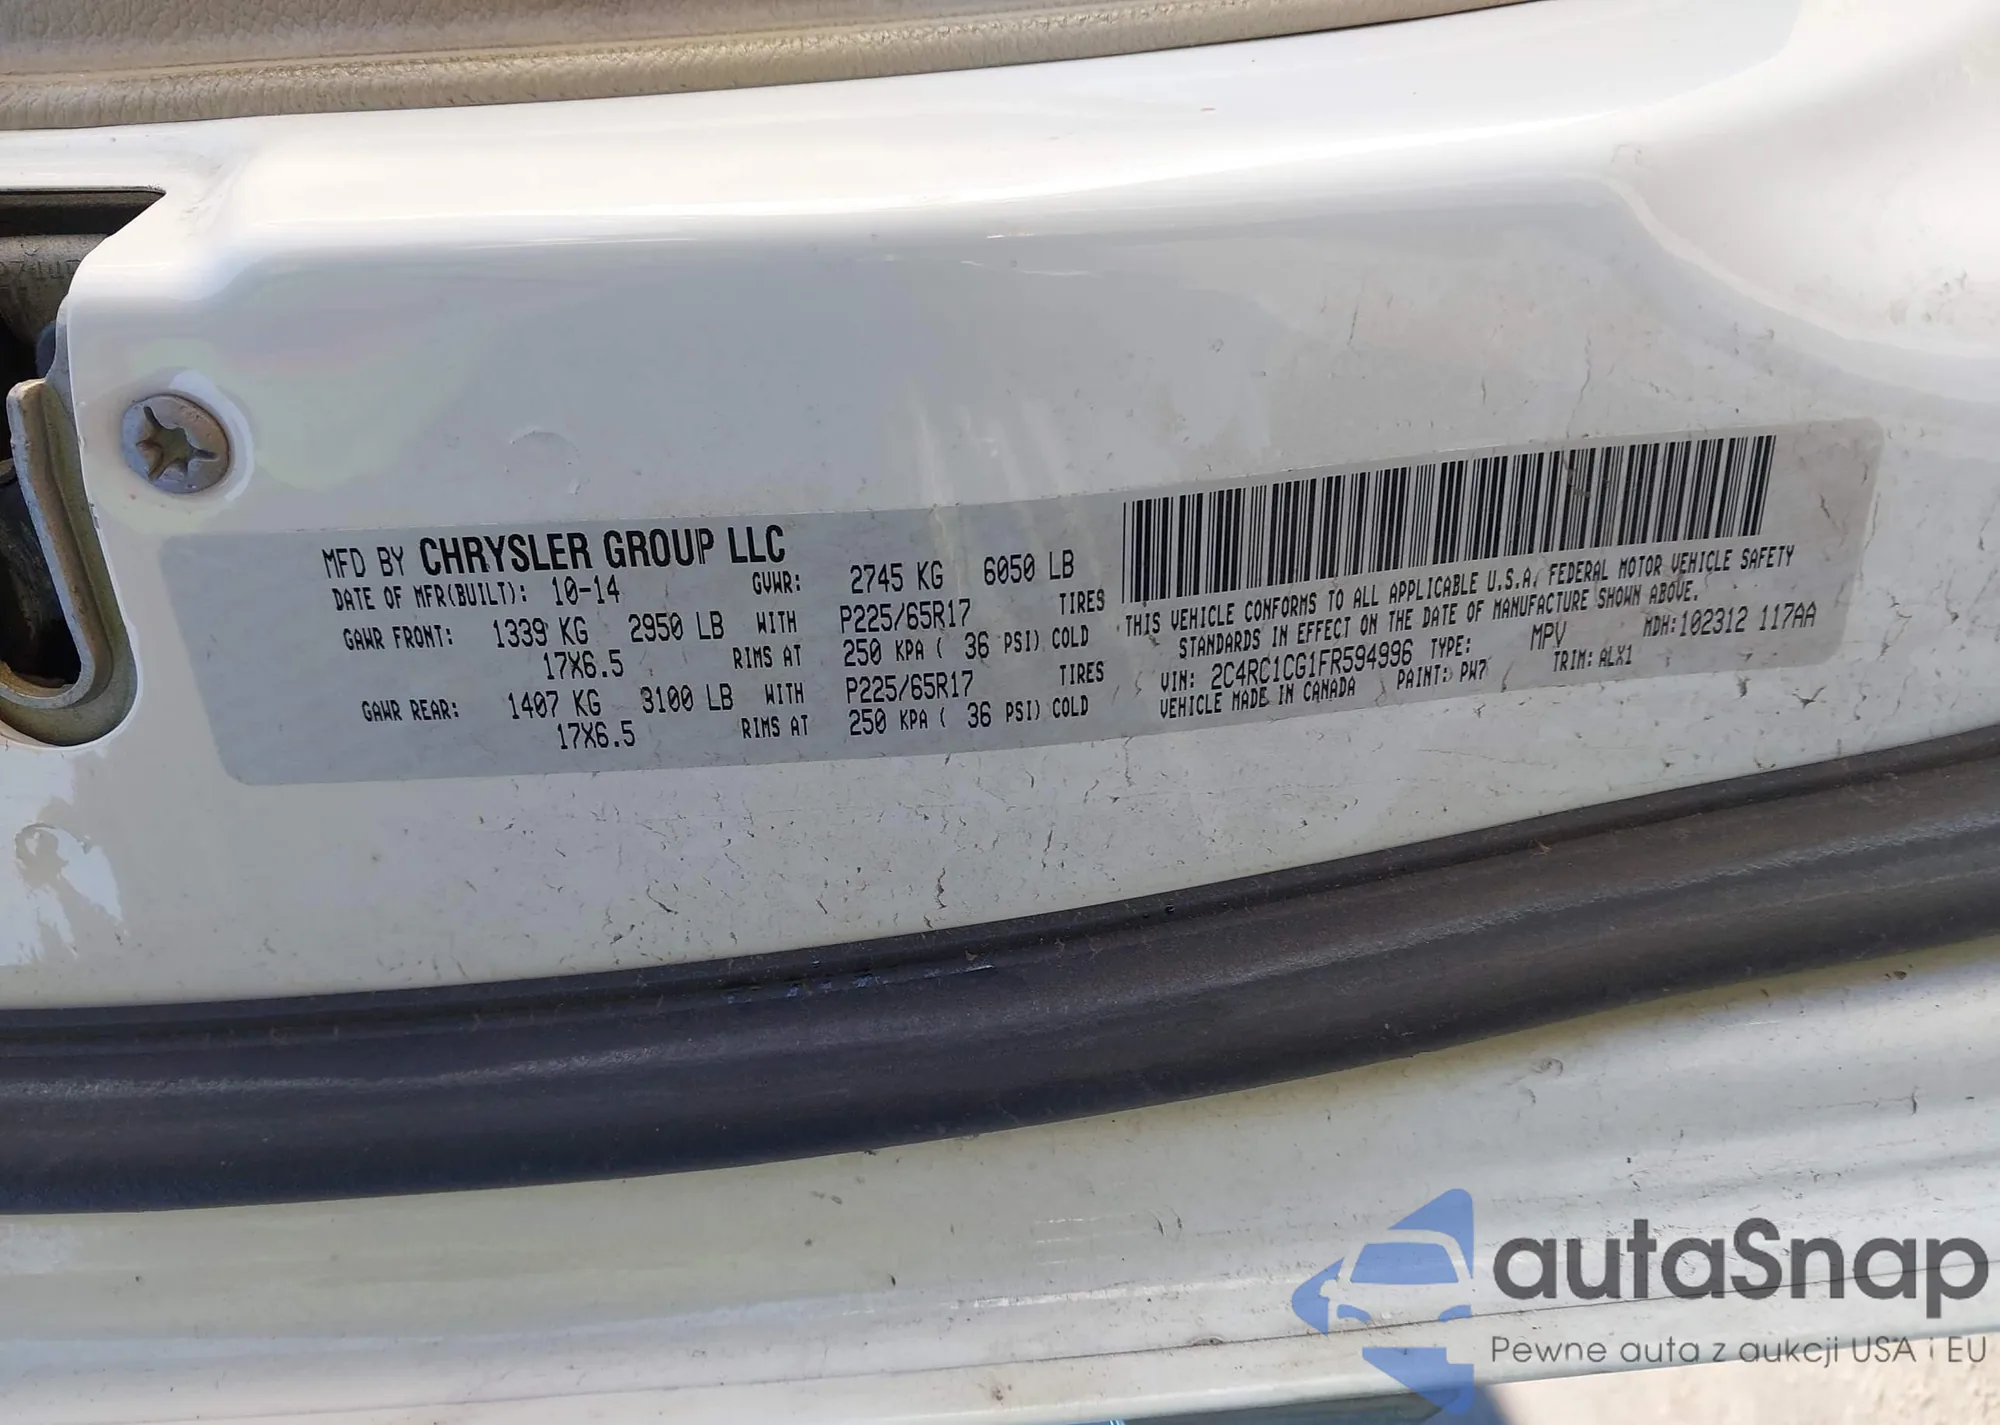 MFD BY CHRYSLER GROUP LLC
DATE OF MFR(BUILT): 10-14 GVWR: 2745 KG 6050 LB
GAWR FRONT: 1339 KG 2950 LB WITH P225/65R17 TIRES
17X6.5 RIMS AT 250 KPA ( 36 PSI) COLD
GAWR REAR: 1407 KG 3100 LB WITH P225/65R17 TIRES
17X6.5 RIMS AT 250 KPA ( 36 PSI) COLD
THIS VEHICLE CONFORMS TO ALL APPLICABLE U.S.A. FEDERAL MOTOR VEHICLE SAFETY
STANDARDS IN EFFECT ON THE DATE OF MANUFACTURE SHOWN ABOVE.
VIN: 2C4RC1CG1FR594996 TYPE: MPV MDH:102312 117AA
VEHICLE MADE IN CANADA PAINT: PW7 TRIM: ALX1
autaSnap
Pewne auta z aukcji USA i EU